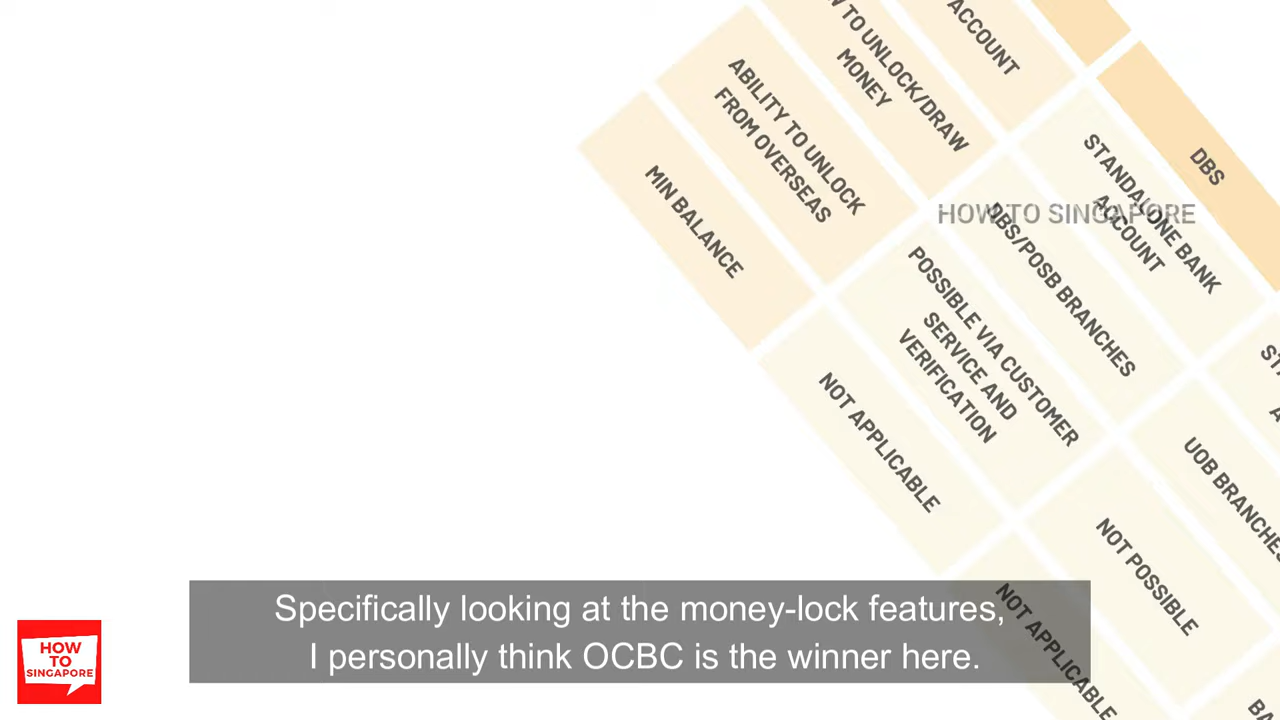 ACCOUNT
TO UNLOCK/DRAW
MONEY
ABILITY TO UNLOCK
FROM OVERSEAS
MIN BALANCE
DBS
STANDALONE BANK
ACCOUNT
DBS/POSB BRANCHES
POSSIBLE VIA CUSTOMER
SERVICE AND
VERIFICATION
NOT APPLICABLE
UOB BRANCHES
NOT POSSIBLE
NOT APPLICABLE
HOW TO SINGAPORE
Specifically looking at the money-lock features,
I personally think OCBC is the winner here.
HOW
TO
SINGAPORE